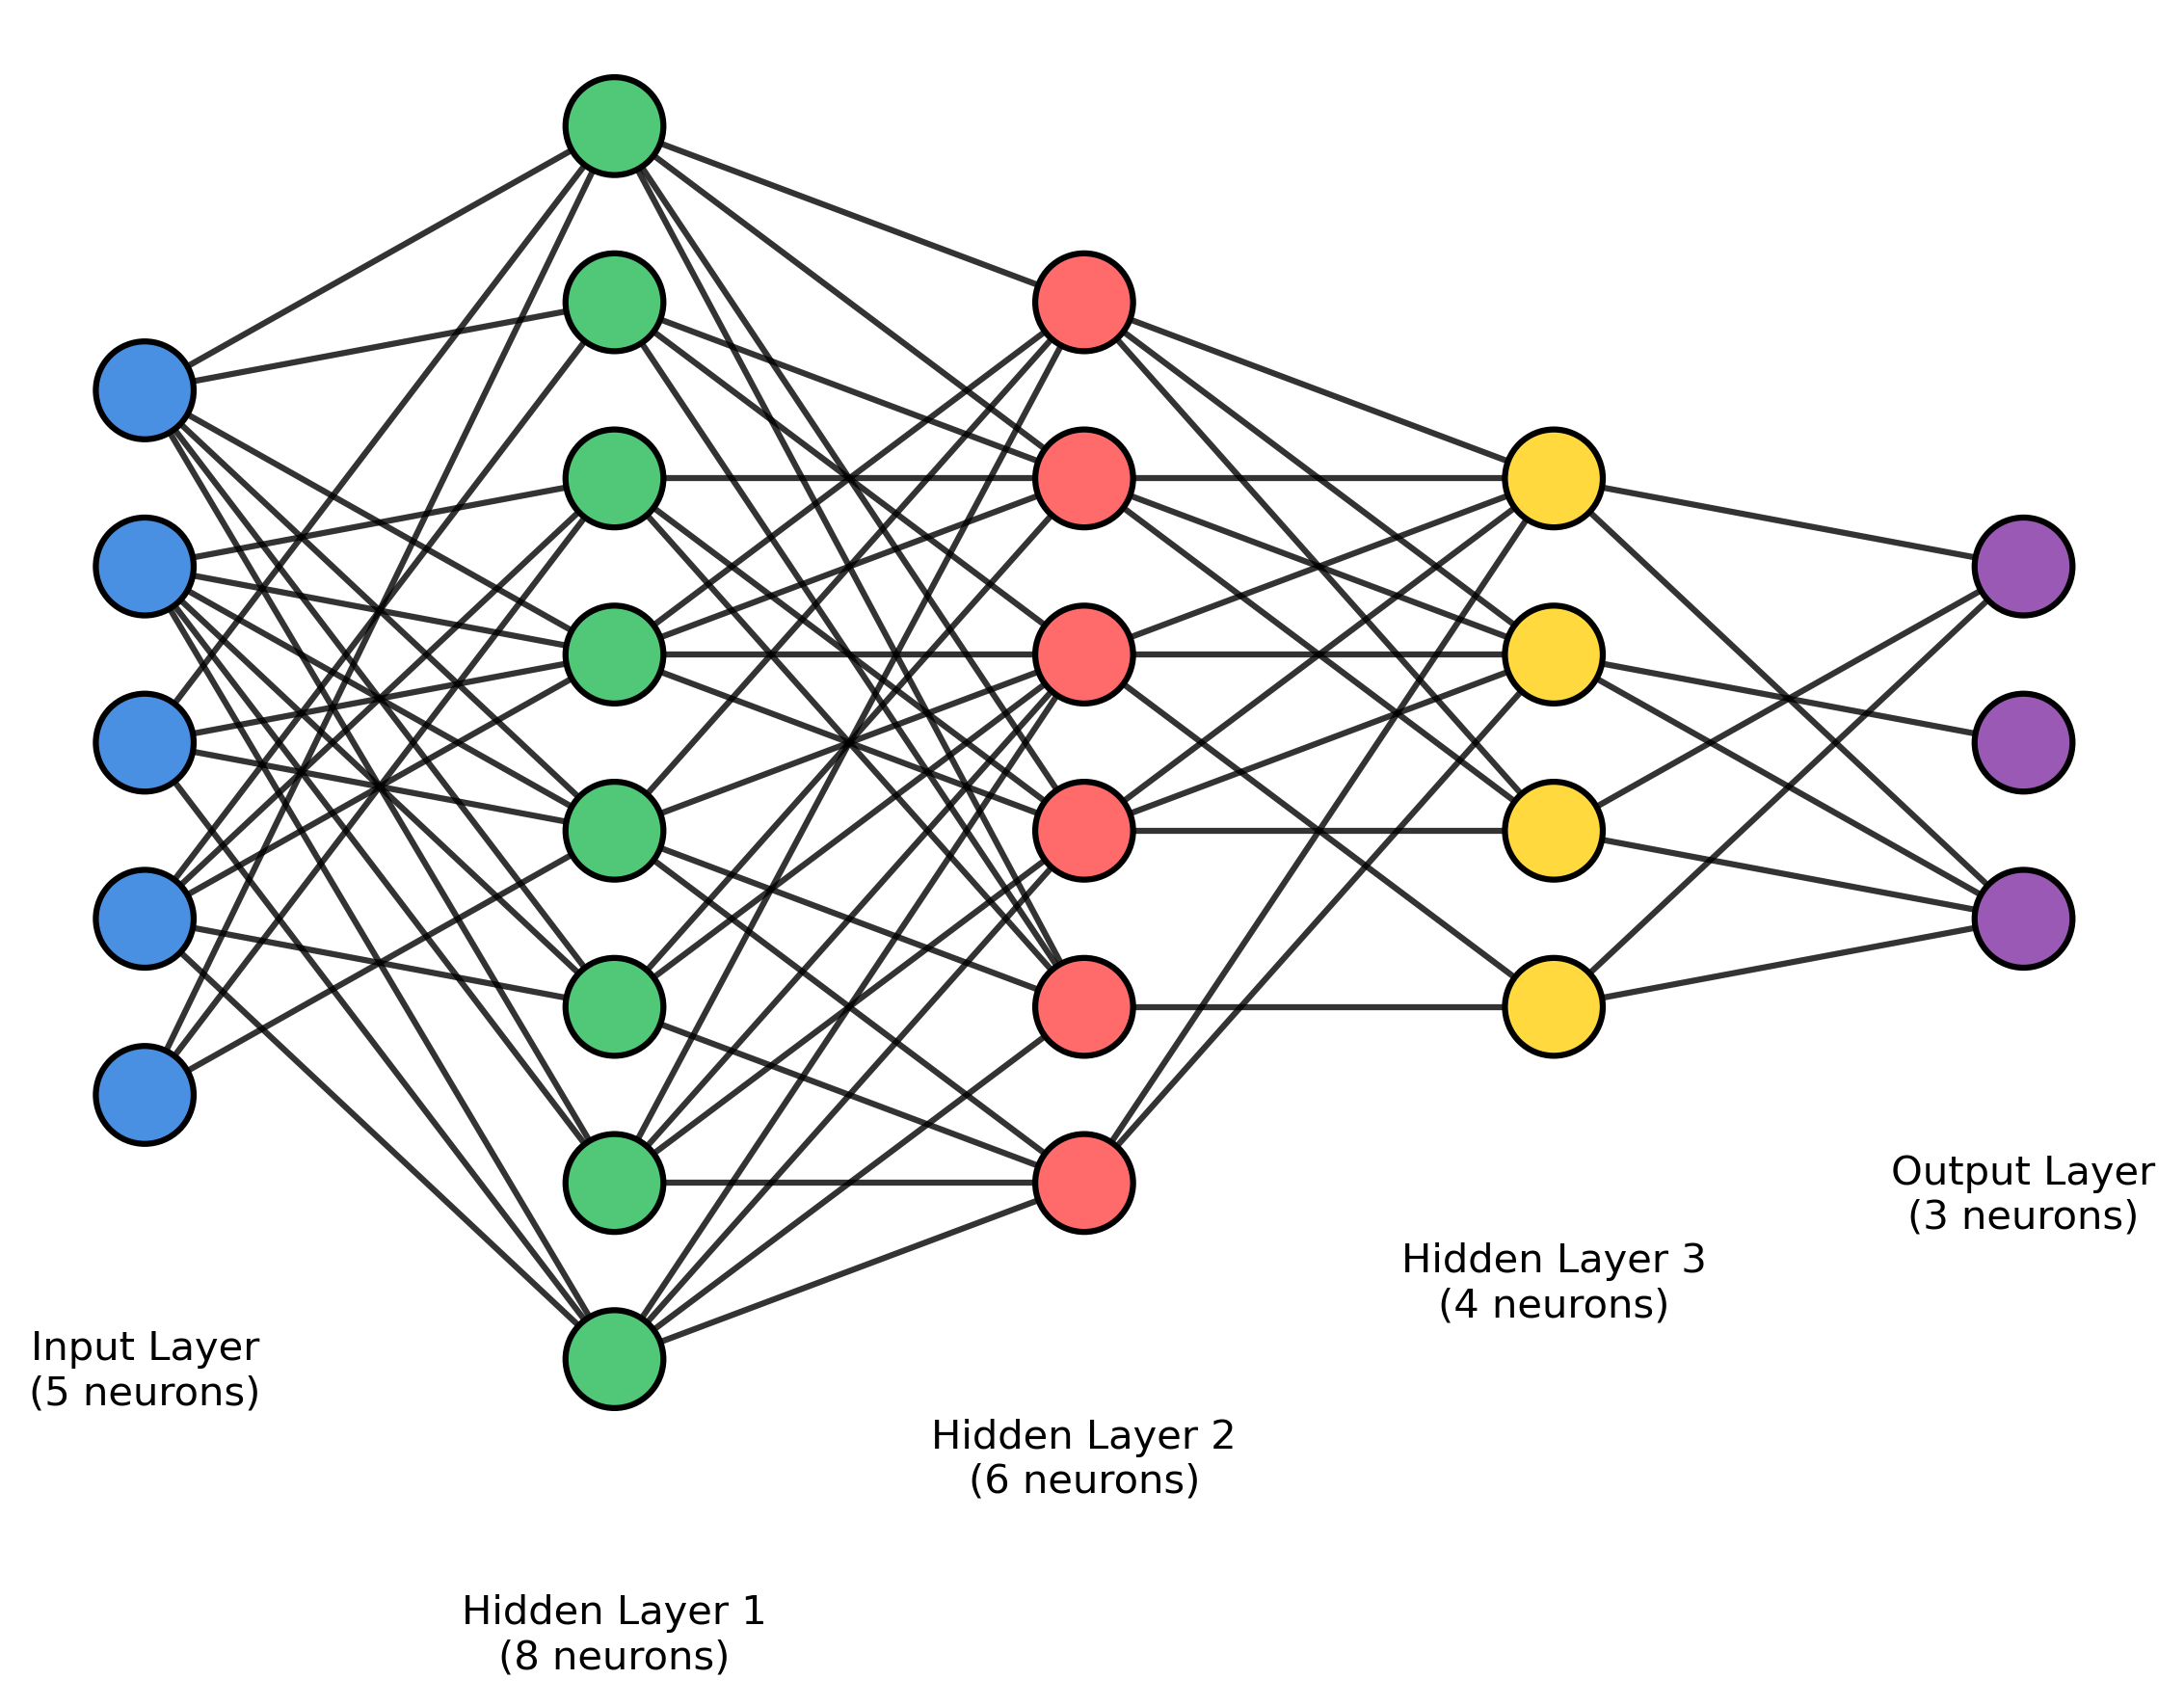 Input Layer
(5 neurons)
Hidden Layer 1
(8 neurons)
Hidden Layer 2
(6 neurons)
Hidden Layer 3
(4 neurons)
Output Layer
(3 neurons)